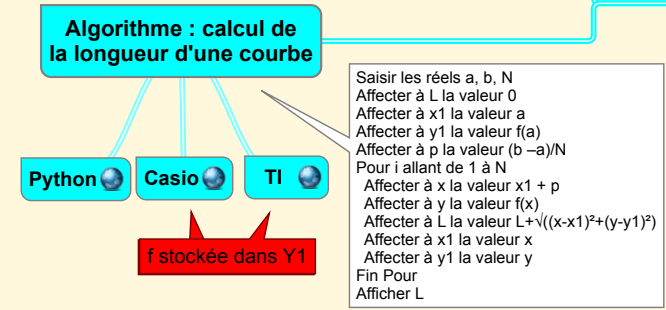 Algorithme : calcul de
la longueur d'une courbe
Saisir les réels a, b, N
Affecter à L la valeur 0
Affecter à x1 la valeur a
Affecter à y1 la valeur f(a)
Affecter à p la valeur (b –a)/N
Pour i allant de 1 à N
Affecter à x la valeur x1 + p
Affecter à y la valeur f(x)
Affecter à L la valeur L+√((x-x1)²+(y-y1)²)
Affecter à x1 la valeur x
Affecter à y1 la valeur y
Fin Pour
Afficher L
Python
Casio
TI
f stockée dans Y1